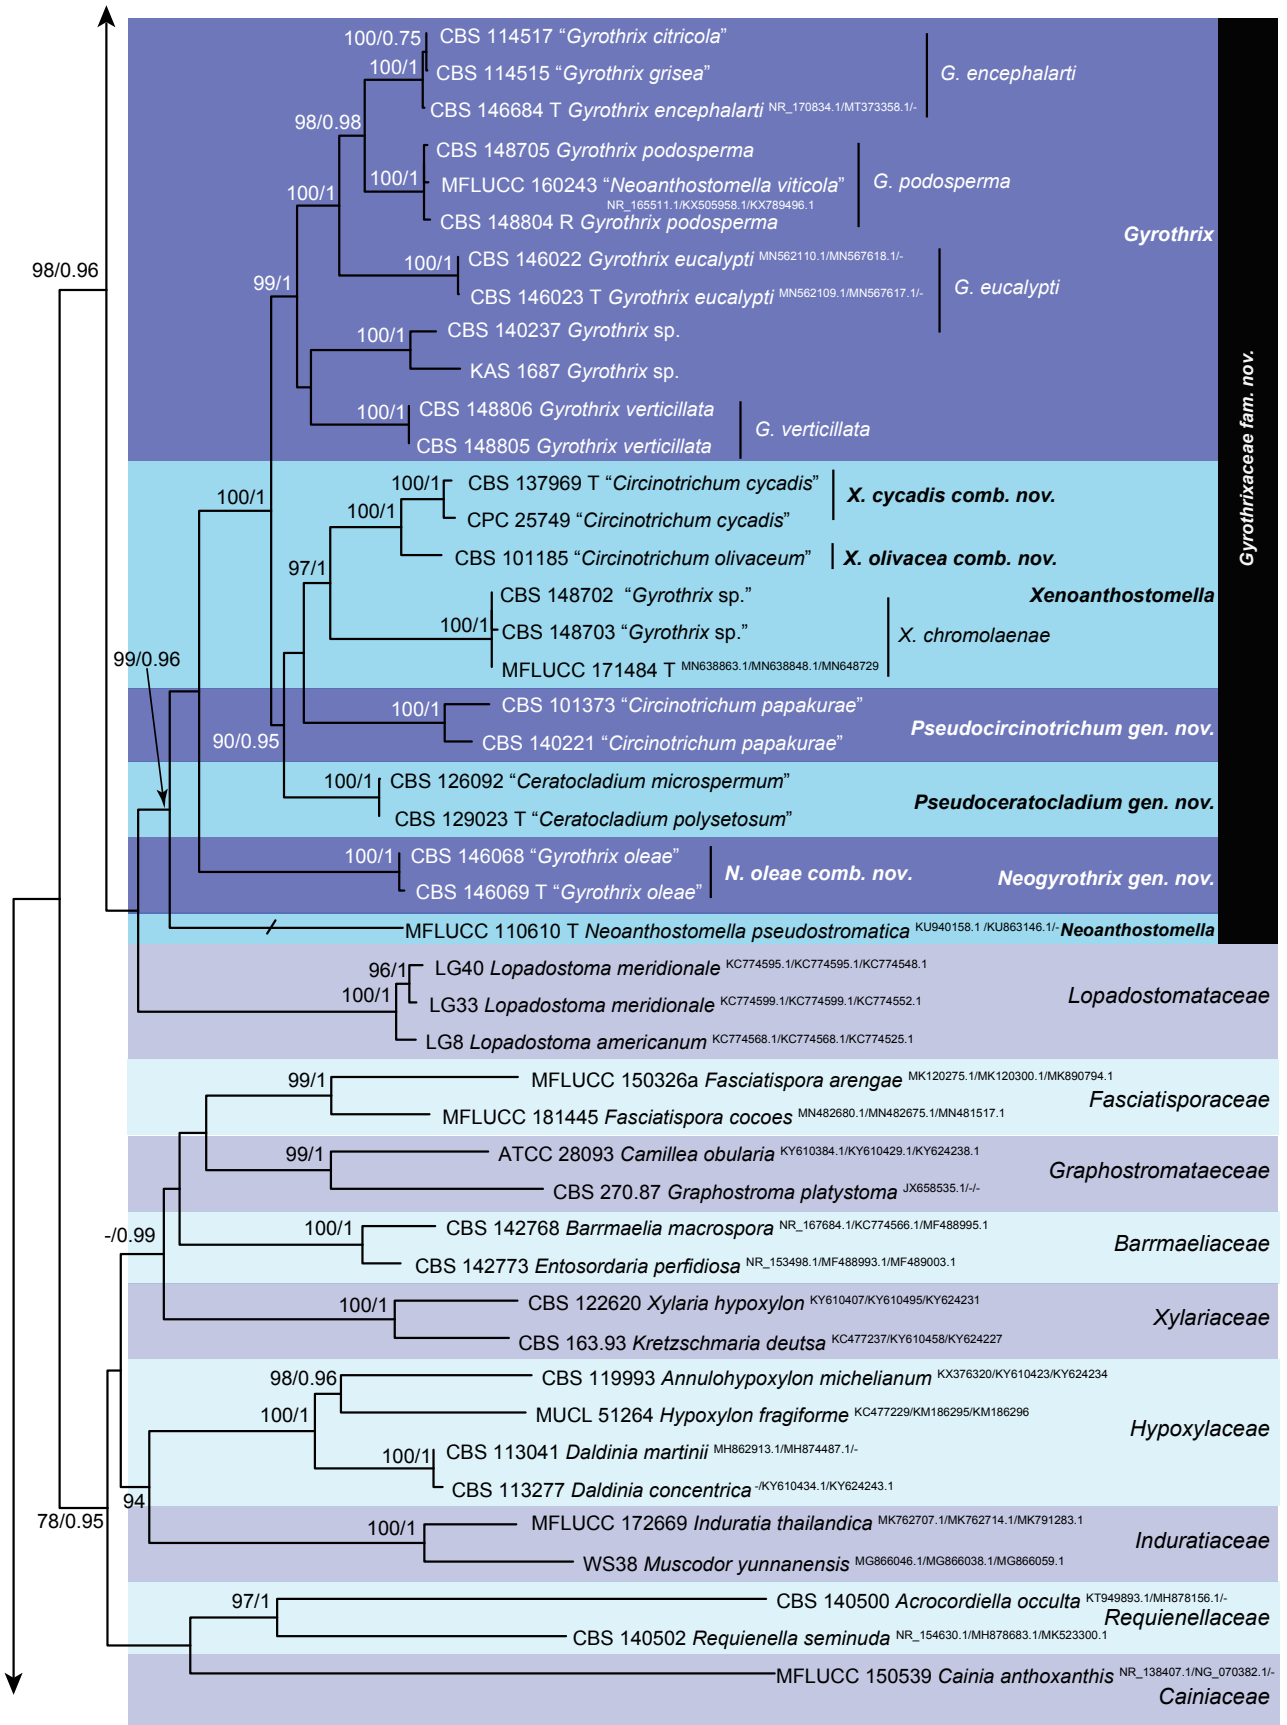 100/0.75 CBS 114517 “Gyrothrix citricola”
100/1 CBS 114515 “Gyrothrix grisea” G. encephalarti
CBS 146684 T Gyrothrix encephalarti NR_170834.1/MT373358.1/-
98/0.98
CBS 148705 Gyrothrix podosperma
100/1 MFLUCC 160243 “Neoanthostomella viticola” G. podosperma
NR_165511.1/KX505958.1/KX789496.1
100/1
CBS 148804 R Gyrothrix podosperma
Gyrothrix
100/1 CBS 146022 Gyrothrix eucalypti MN562110.1/MN567618.1/-
98/0.96
99/1
CBS 146023 T Gyrothrix eucalypti MN562109.1/MN567617.1/- G. eucalypti
100/1 CBS 140237 Gyrothrix sp.
KAS 1687 Gyrothrix sp.
100/1 CBS 148806 Gyrothrix verticillata
G. verticillata
CBS 148805 Gyrothrix verticillata
Gyrothrixaceae fam. nov.
100/1
100/1 CBS 137969 T “Circinotrichum cycadis” X. cycadis comb. nov.
100/1 CPC 25749 “Circinotrichum cycadis”
CBS 101185 “Circinotrichum olivaceum” X. olivacea comb. nov.
97/1
CBS 148702 “Gyrothrix sp.” Xenoanthostomella
100/1 CBS 148703 “Gyrothrix sp.” X. chromolaenae
99/0.96
MFLUCC 171484 T MN638863.1/MN638848.1/MN648729
100/1 CBS 101373 “Circinotrichum papakurae”
Pseudocircinotrichum gen. nov.
90/0.95
CBS 140221 “Circinotrichum papakurae”
100/1 CBS 126092 “Ceratocladium microspermum”
Pseudoceratocladium gen. nov.
CBS 129023 T “Ceratocladium polysetosum”
100/1 CBS 146068 “Gyrothrix oleae”
N. oleae comb. nov. Neogyrothrix gen. nov.
CBS 146069 T “Gyrothrix oleae”
MFLUCC 110610 T Neoanthostomella pseudostromatica KU940158.1 /KU863146.1/- Neoanthostomella
96/1 LG40 Lopadostoma meridionale KC774595.1/KC774595.1/KC774548.1
100/1 LG33 Lopadostoma meridionale KC774599.1/KC774599.1/KC774552.1 Lopadostomataceae
LG8 Lopadostoma americanum KC774568.1/KC774568.1/KC774525.1
99/1 MFLUCC 150326a Fasciatispora arengae MK120275.1/MK120300.1/MK890794.1
Fasciatisporaceae
MFLUCC 181445 Fasciatispora cocoes MN482680.1/MN482675.1/MN481517.1
99/1 ATCC 28093 Camillea obularia KY610384.1/KY610429.1/KY624238.1
Graphostromataeceae
CBS 270.87 Graphostroma platystoma JX658535.1/-/-
-/0.99
100/1 CBS 142768 Barrmaelia macrospora NR_167684.1/KC774566.1/MF488995.1
Barrmaeliaceae
CBS 142773 Entosordaria perfidiosa NR_153498.1/MF488993.1/MF489003.1
100/1 CBS 122620 Xylaria hypoxylon KY610407/KY610495/KY624231
Xylariaceae
CBS 163.93 Kretzschmaria deutsa KC477237/KY610458/KY624227
98/0.96 CBS 119993 Annulohypoxylon michelianum KX376320/KY610423/KY624234
100/1 MUCL 51264 Hypoxylon fragiforme KC477229/KM186295/KM186296
Hypoxylaceae
100/1 CBS 113041 Daldinia martinii MH862913.1/MH874487.1/-
CBS 113277 Daldinia concentrica -/KY610434.1/KY624243.1
94
78/0.95
100/1 MFLUCC 172669 Induratia thailandica MK762707.1/MK762714.1/MK791283.1
Induratiaceae
WS38 Muscodor yunnanensis MG866046.1/MG866038.1/MG866059.1
97/1 CBS 140500 Acrocordiella occulta KT949893.1/MH878156.1/-
Requienellaceae
CBS 140502 Requienella seminuda NR_154630.1/MH878683.1/MK523300.1
MFLUCC 150539 Cainia anthoxanthis NR_138407.1/NG_070382.1/-
Cainiaceae